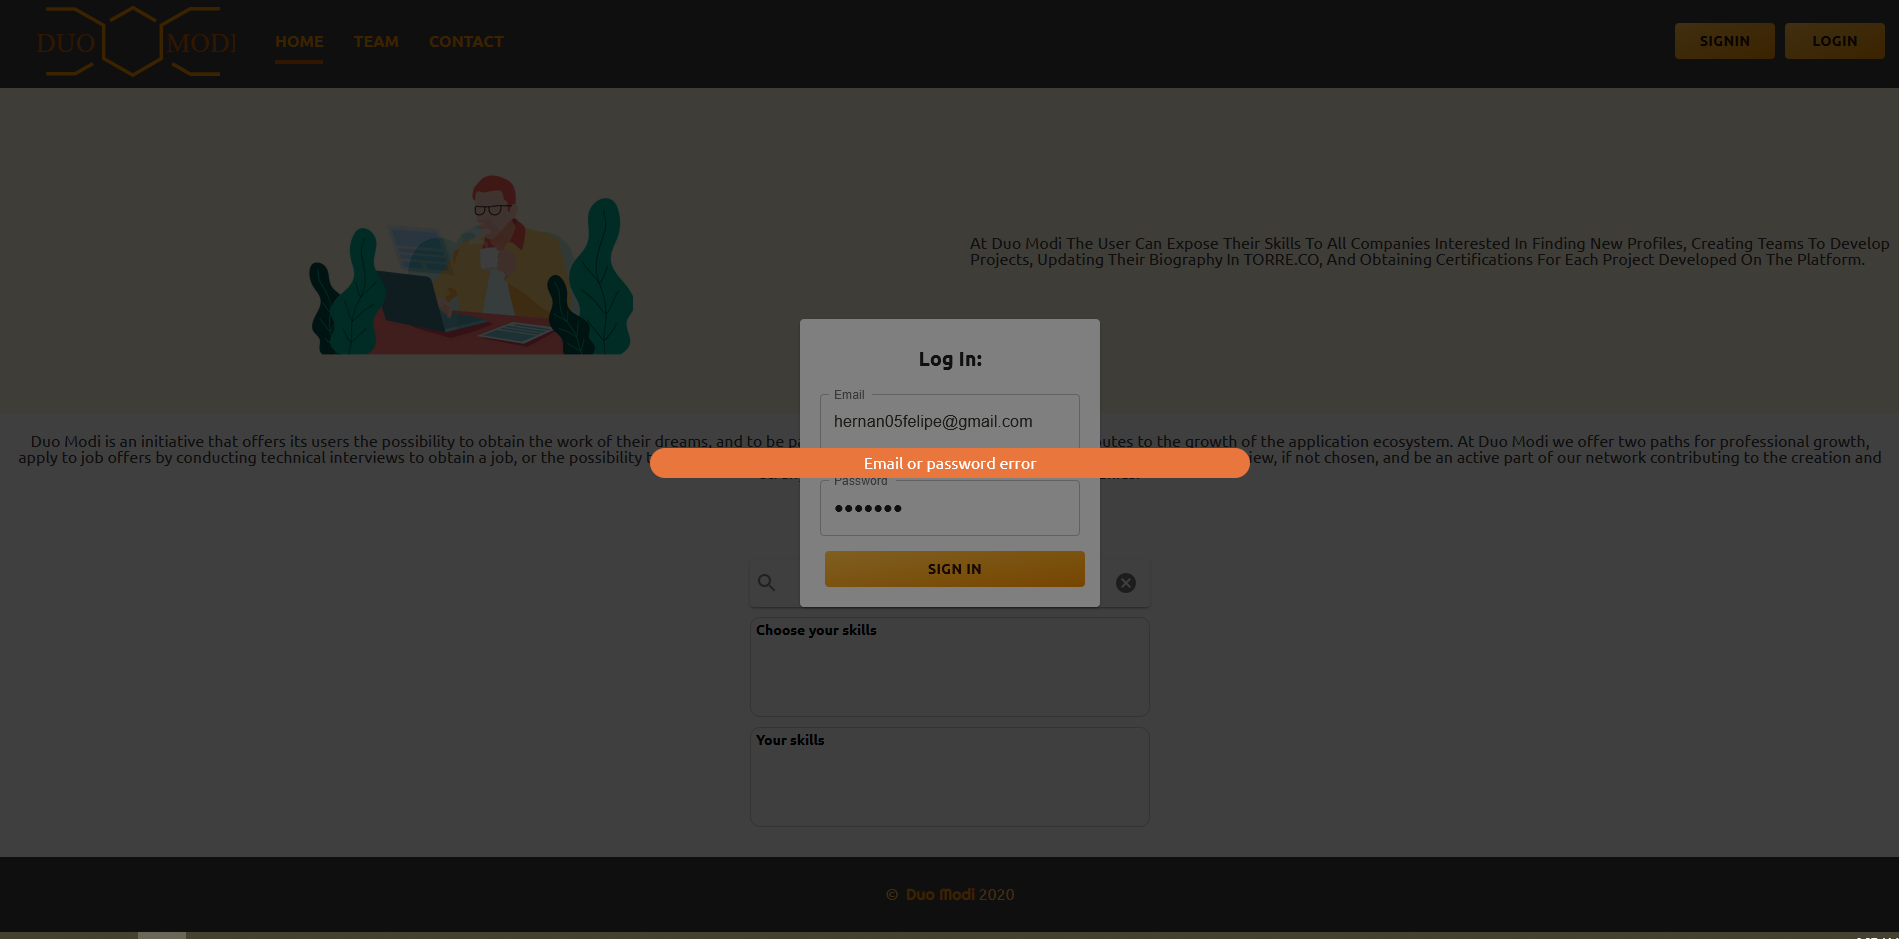 DUO MODI
HOME TEAM CONTACT
SIGNIN LOGIN
At Duo Modi The User Can Expose Their Skills To All Companies Interested In Finding New Profiles, Creating Teams To Develop
Projects, Updating Their Biography In TORRE.CO, And Obtaining Certifications For Each Project Developed On The Platform.
Log In:
Email
hernan05felipe@gmail.com
Duo Modi is an initiative that offers its users the possibility to obtain the work of their dreams, and to be to the growth of the application ecosystem. At Duo Modi we offer two paths for professional growth,
apply to job offers by conducting technical interviews to obtain a job, or the possibility if not chosen, and be an active part of our network contributing to the creation and
Email or password error
Password
•••••••
SIGN IN
Choose your skills
Your skills
© Duo Modi 2020